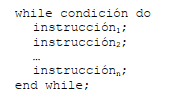 while condición do
instrucción₁;
instrucción₂;
…
instrucciónₙ;
end while;